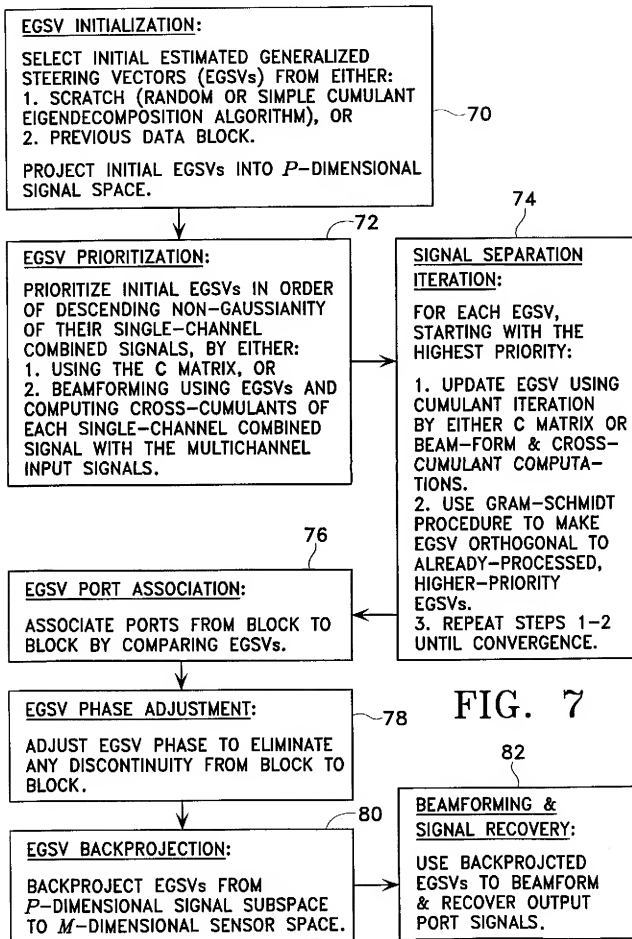 EGSV INITIALIZATION:
SELECT INITIAL ESTIMATED GENERALIZED
STEERING VECTORS (EGSVs) FROM EITHER:
1. SCRATCH (RANDOM OR SIMPLE CUMULANT
EIGENDECOMPOSITION ALGORITHM), OR
2. PREVIOUS DATA BLOCK.
PROJECT INITIAL EGSVs INTO P-DIMENSIONAL
SIGNAL SPACE.
70
72
EGSV PRIORITIZATION:
PRIORITIZE INITIAL EGSVs IN ORDER
OF DESCENDING NON-GAUSSIANITY
OF THEIR SINGLE-CHANNEL
COMBINED SIGNALS, BY EITHER:
1. USING THE C MATRIX, OR
2. BEAMFORMING USING EGSVs AND
COMPUTING CROSS-CUMULANTS OF
EACH SINGLE-CHANNEL COMBINED
SIGNAL WITH THE MULTICHANNEL
INPUT SIGNALS.
74
SIGNAL SEPARATION
ITERATION:
FOR EACH EGSV,
STARTING WITH THE
HIGHEST PRIORITY:
1. UPDATE EGSV USING
CUMULANT ITERATION
BY EITHER C MATRIX OR
BEAM-FORM & CROSS-
CUMULANT COMPUTA-
TIONS.
2. USE GRAM-SCHMIDT
PROCEDURE TO MAKE
EGSV ORTHOGONAL TO
ALREADY-PROCESSED,
HIGHER-PRIORITY
EGSVs.
3. REPEAT STEPS 1-2
UNTIL CONVERGENCE.
76
EGSV PORT ASSOCIATION:
ASSOCIATE PORTS FROM BLOCK TO
BLOCK BY COMPARING EGSVs.
EGSV PHASE ADJUSTMENT:
ADJUST EGSV PHASE TO ELIMINATE
ANY DISCONTINUITY FROM BLOCK TO
BLOCK.
78
FIG. 7
80
EGSV BACKPROJECTION:
BACKPROJECT EGSVs FROM
P-DIMENSIONAL SIGNAL SUBSPACE
TO M-DIMENSIONAL SENSOR SPACE.
82
BEAMFORMING &
SIGNAL RECOVERY:
USE BACKPROJCTED
EGSVs TO BEAMFORM
& RECOVER OUTPUT
PORT SIGNALS.